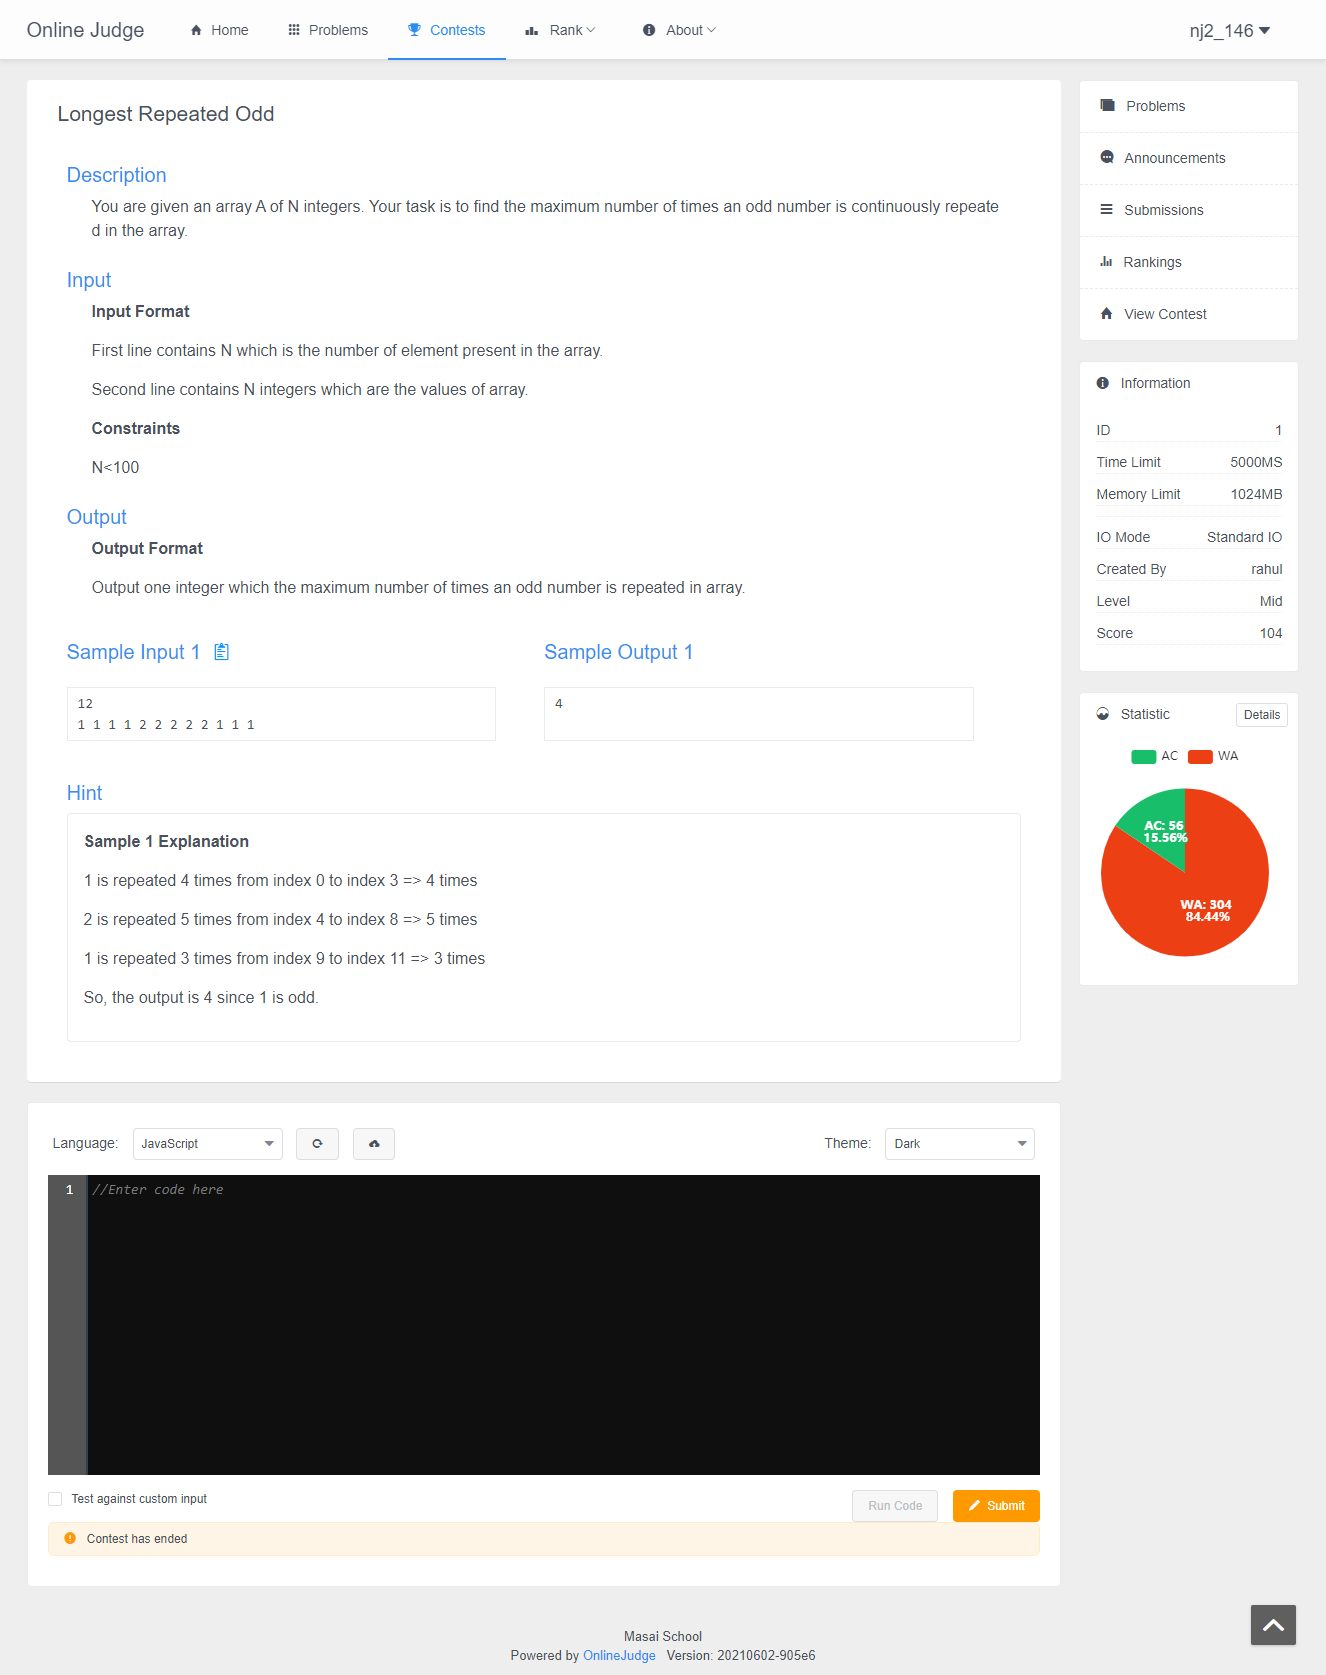 Online Judge
Home
Problems
Contests
Rank
About
nj2_146
Longest Repeated Odd
Description
You are given an array A of N integers. Your task is to find the maximum number of times an odd number is continuously repeate
d in the array.
Input
Input Format
First line contains N which is the number of element present in the array.
Second line contains N integers which are the values of array.
Constraints
N<100
Output
Output Format
Output one integer which the maximum number of times an odd number is repeated in array.
Sample Input 1
Sample Output 1
12
1 1 1 1 2 2 2 2 2 1 1 1
4
Hint
Sample 1 Explanation
1 is repeated 4 times from index 0 to index 3 => 4 times
2 is repeated 5 times from index 4 to index 8 => 5 times
1 is repeated 3 times from index 9 to index 11 => 3 times
So, the output is 4 since 1 is odd.
Language:
JavaScript
Theme:
Dark
1
//Enter code here
Test against custom input
Run Code
Submit
Contest has ended
Problems
Announcements
Submissions
Rankings
View Contest
Information
ID 1
Time Limit 5000MS
Memory Limit 1024MB
IO Mode Standard IO
Created By rahul
Level Mid
Score 104
Statistic
Details
AC WA
AC: 56
15.56%
WA: 304
84.44%
Masai School
Powered by OnlineJudge Version: 20210602-905e6